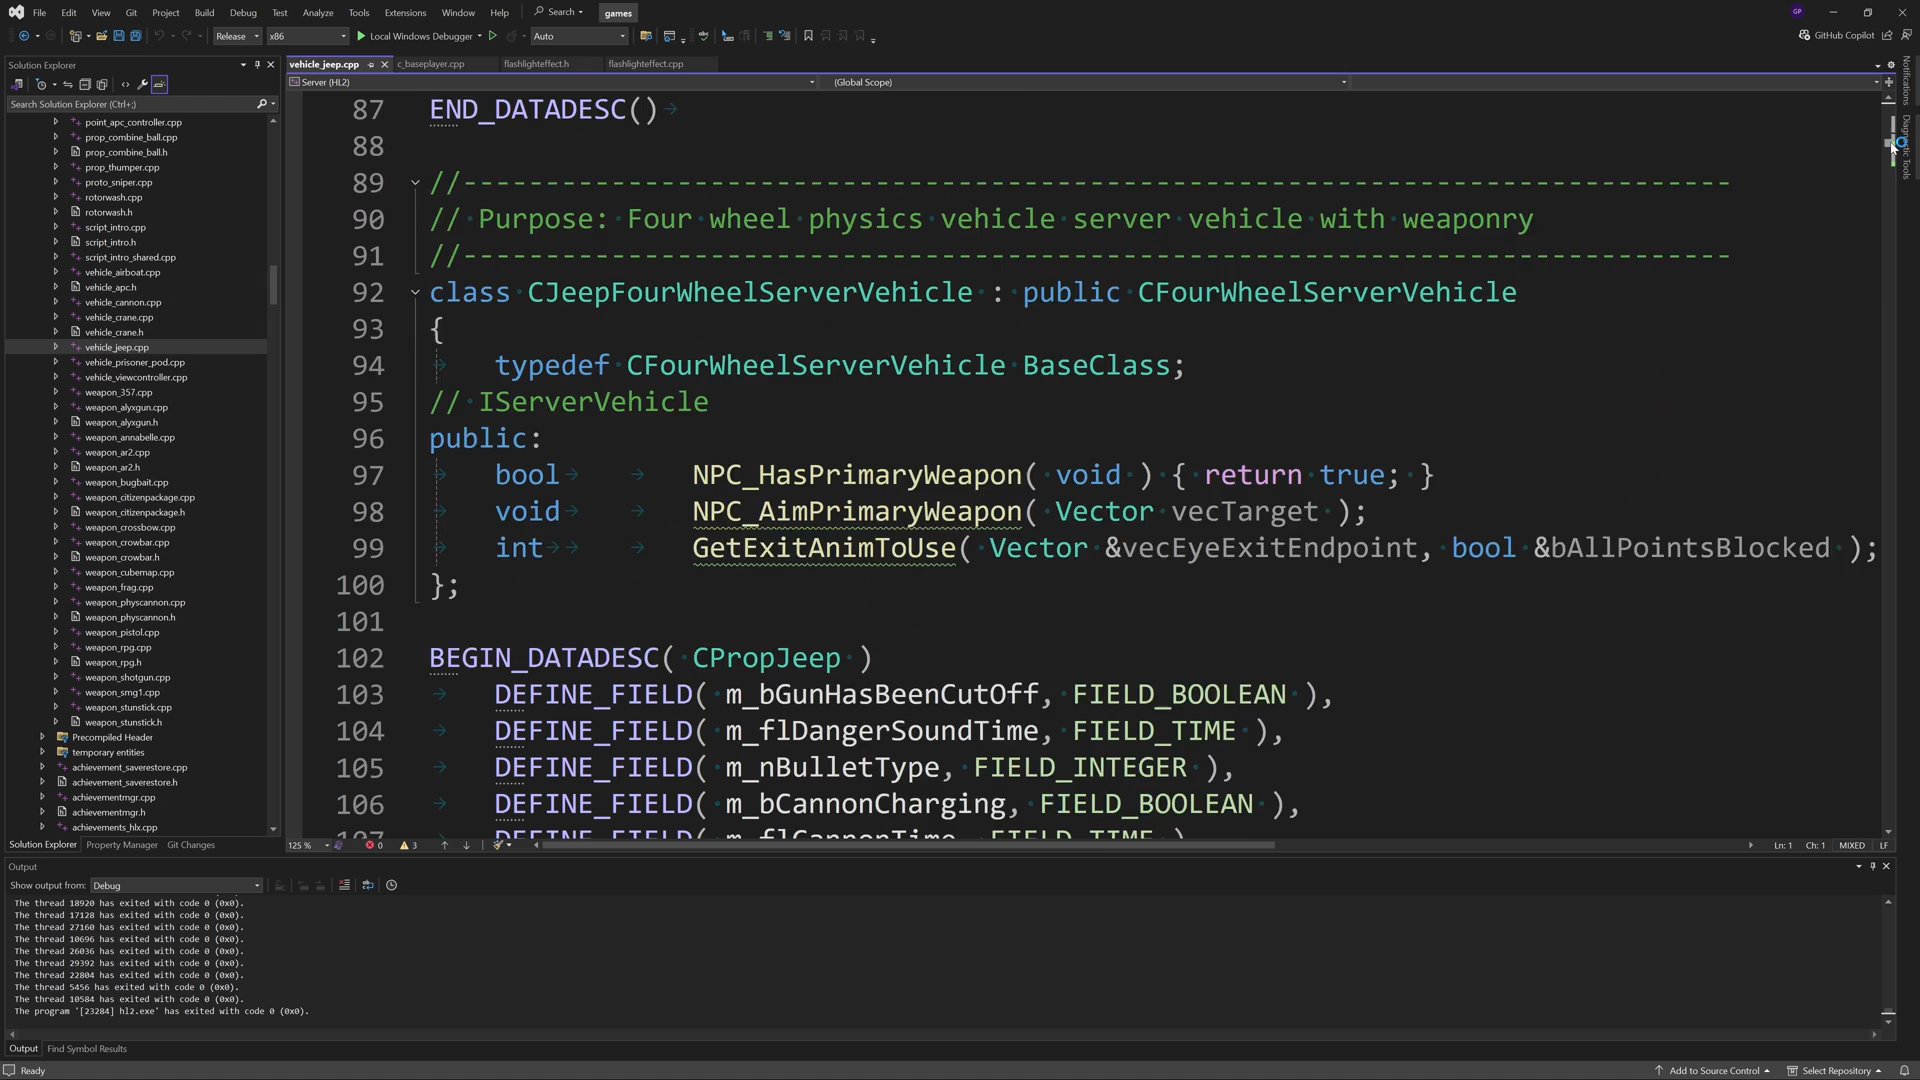 File Edit View Git Project Build Debug Test Analyze Tools Extensions Window Help Search games GP
Release x86 Local Windows Debugger Auto GitHub Copilot
Solution Explorer
Search Solution Explorer (Ctrl+;)
point_apc_controller.cpp
prop_combine_ball.cpp
prop_combine_ball.h
prop_thumper.cpp
proto_sniper.cpp
rotorwash.cpp
rotorwash.h
script_intro.cpp
script_intro.h
script_intro_shared.cpp
vehicle_airboat.cpp
vehicle_apc.h
vehicle_cannon.cpp
vehicle_crane.cpp
vehicle_crane.h
vehicle_jeep.cpp
vehicle_prisoner_pod.cpp
vehicle_viewcontroller.cpp
weapon_357.cpp
weapon_alyxgun.cpp
weapon_alyxgun.h
weapon_annabelle.cpp
weapon_ar2.cpp
weapon_ar2.h
weapon_bugbait.cpp
weapon_citizenpackage.cpp
weapon_citizenpackage.h
weapon_crossbow.cpp
weapon_crowbar.cpp
weapon_crowbar.h
weapon_cubemap.cpp
weapon_frag.cpp
weapon_physcannon.cpp
weapon_physcannon.h
weapon_pistol.cpp
weapon_rpg.cpp
weapon_rpg.h
weapon_shotgun.cpp
weapon_smg1.cpp
weapon_stunstick.cpp
weapon_stunstick.h
Precompiled Header
temporary entities
achievement_saverestore.cpp
achievement_saverestore.h
achievementmgr.cpp
achievementmgr.h
achievements_hlx.cpp
Solution Explorer Property Manager Git Changes
vehicle_jeep.cpp c_baseplayer.cpp flashlighteffect.h flashlighteffect.cpp
Server (HL2) (Global Scope)
87 END_DATADESC()
88
89 //-----------------------------------------------------------------------------
90 // Purpose: Four wheel physics vehicle server vehicle with weaponry
91 //-----------------------------------------------------------------------------
92 class CJeepFourWheelServerVehicle : public CFourWheelServerVehicle
93 {
94 typedef CFourWheelServerVehicle BaseClass;
95 // IServerVehicle
96 public:
97 bool NPC_HasPrimaryWeapon( void ) { return true; }
98 void NPC_AimPrimaryWeapon( Vector vecTarget );
99 int GetExitAnimToUse( Vector &vecEyeExitEndpoint, bool &bAllPointsBlocked );
100 };
101
102 BEGIN_DATADESC( CPropJeep )
103 DEFINE_FIELD( m_bGunHasBeenCutOff, FIELD_BOOLEAN ),
104 DEFINE_FIELD( m_flDangerSoundTime, FIELD_TIME ),
105 DEFINE_FIELD( m_nBulletType, FIELD_INTEGER ),
106 DEFINE_FIELD( m_bCannonCharging, FIELD_BOOLEAN ),
107 DEFINE_FIELD( m_flCannonTime, FIELD_TIME ),
125 % 0 3 Ln: 1 Ch: 1 MIXED LF
Notifications
Diagnostic Tools
Output
Show output from: Debug
The thread 18920 has exited with code 0 (0x0).
The thread 17128 has exited with code 0 (0x0).
The thread 27160 has exited with code 0 (0x0).
The thread 10696 has exited with code 0 (0x0).
The thread 26036 has exited with code 0 (0x0).
The thread 29392 has exited with code 0 (0x0).
The thread 22804 has exited with code 0 (0x0).
The thread 5456 has exited with code 0 (0x0).
The thread 10584 has exited with code 0 (0x0).
The program '[23284] hl2.exe' has exited with code 0 (0x0).
Output Find Symbol Results
Ready Add to Source Control Select Repository